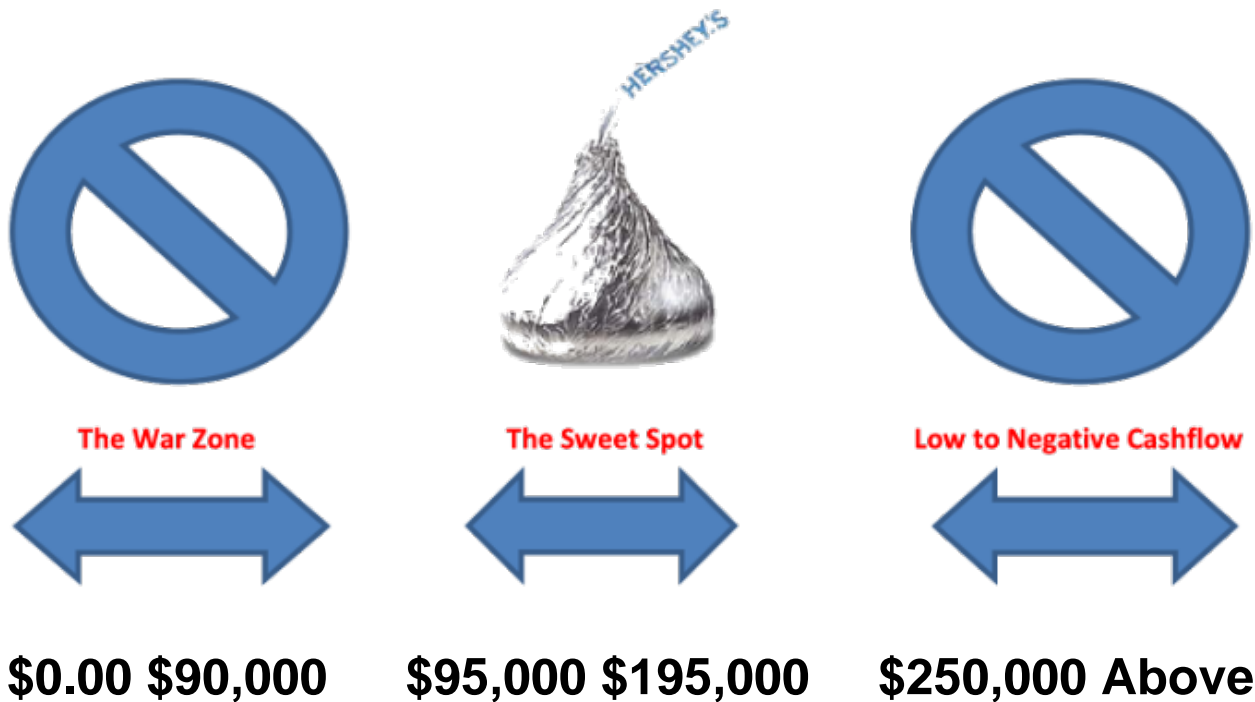 HERSHEY'S
The War Zone
The Sweet Spot
Low to Negative Cashflow
$0.00 $90,000
$95,000 $195,000
$250,000 Above